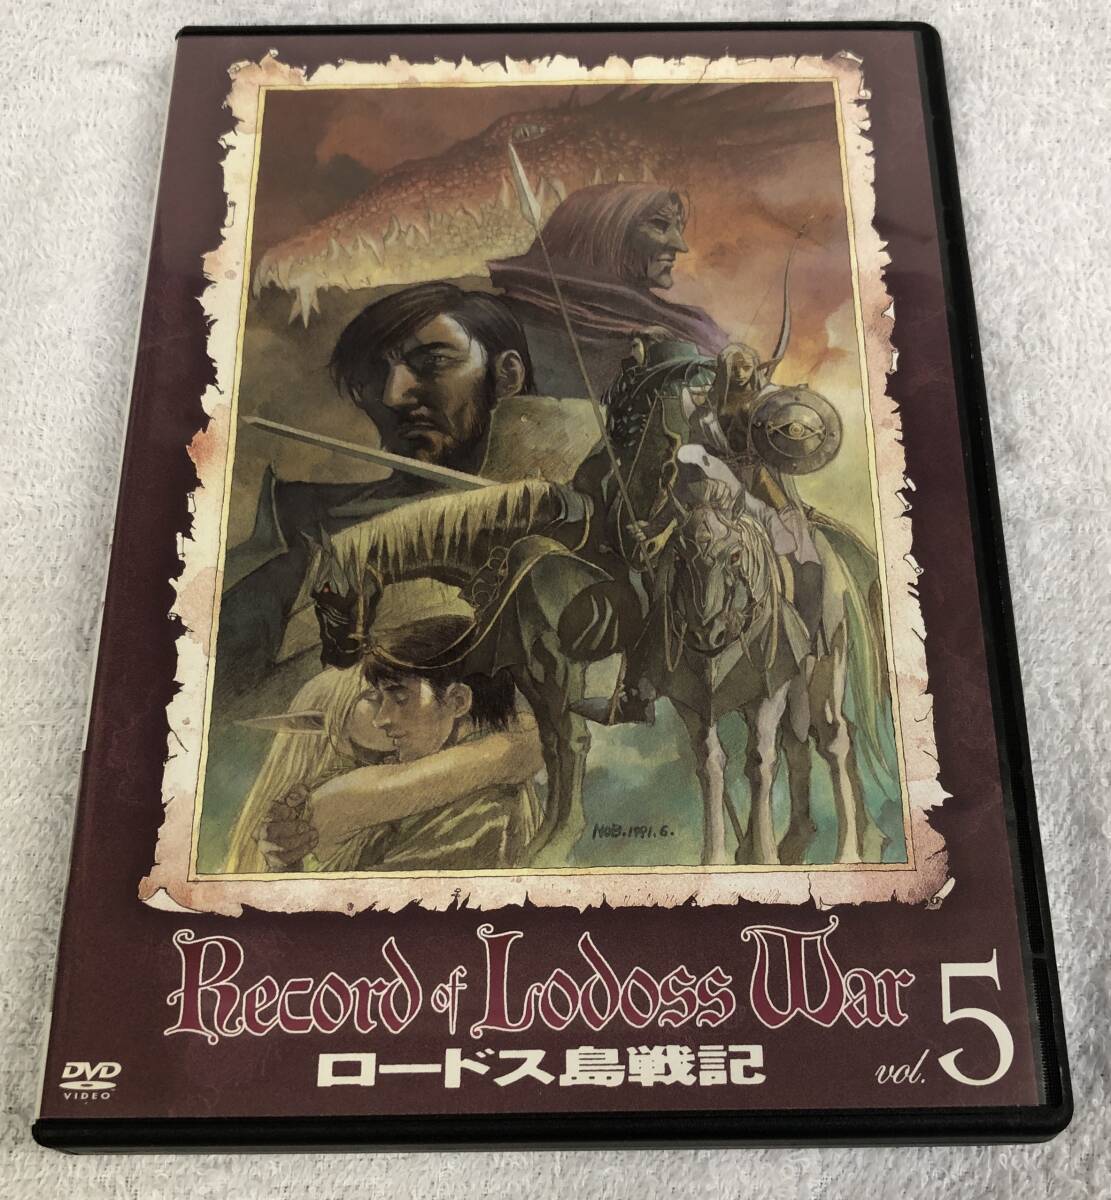 NOB.1991.6.
Record of Lodoss War
ロードス島戦記
vol. 5
DVD
VIDEO